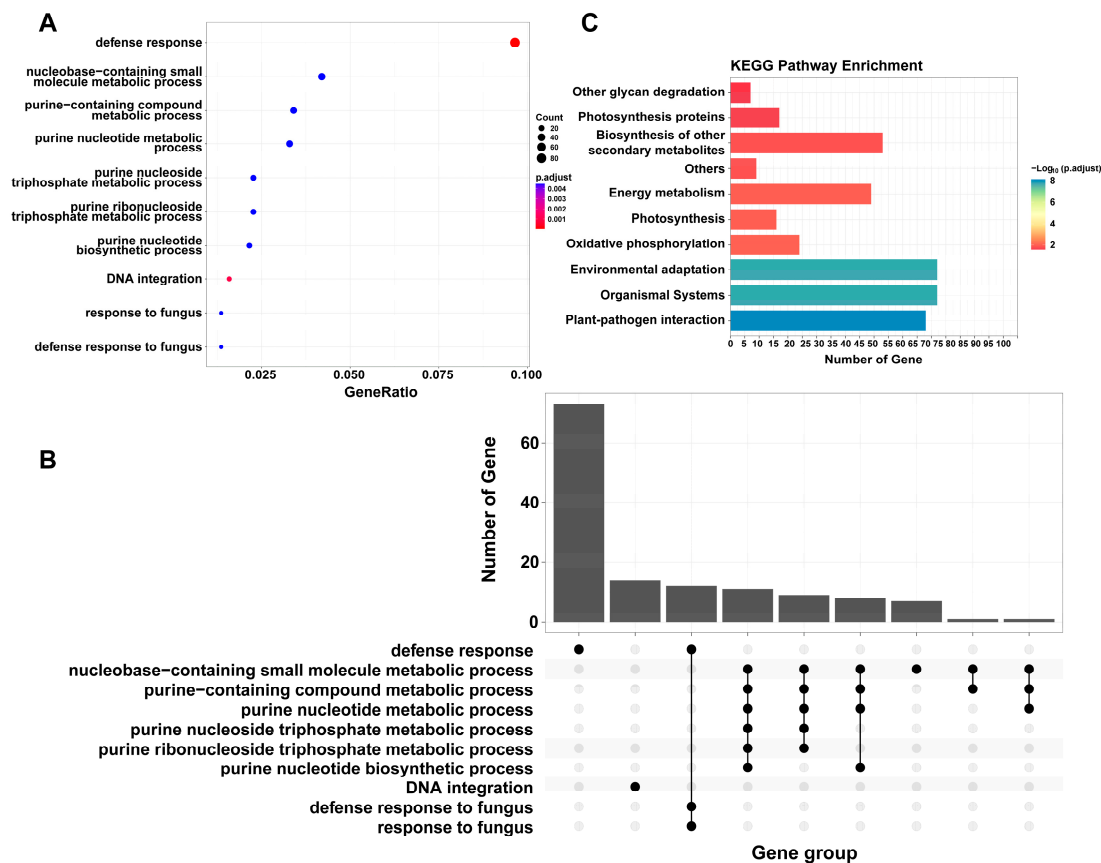 A
defense response
nucleobase-containing small
molecule metabolic process
purine-containing compound
metabolic process
purine nucleotide metabolic
process
purine nucleoside
triphosphate metabolic process
purine ribonucleoside
triphosphate metabolic process
purine nucleotide
biosynthetic process
DNA integration
response to fungus
defense response to fungus
0.025 0.050 0.075 0.100
GeneRatio
Count
20
40
60
80
p.adjust
0.004
0.003
0.002
0.001
C
KEGG Pathway Enrichment
Other glycan degradation
Photosynthesis proteins
Biosynthesis of other
secondary metabolites
Others
Energy metabolism
Photosynthesis
Oxidative phosphorylation
Environmental adaptation
Organismal Systems
Plant-pathogen interaction
0 5 10 15 20 25 30 35 40 45 50 55 60 65 70 75 80 85 90 95 100
Number of Gene
−Log₁₀ (p.adjust)
8
6
4
2
B
Number of Gene
60
40
20
0
defense response
nucleobase-containing small molecule metabolic process
purine-containing compound metabolic process
purine nucleotide metabolic process
purine nucleoside triphosphate metabolic process
purine ribonucleoside triphosphate metabolic process
purine nucleotide biosynthetic process
DNA integration
defense response to fungus
response to fungus
Gene group